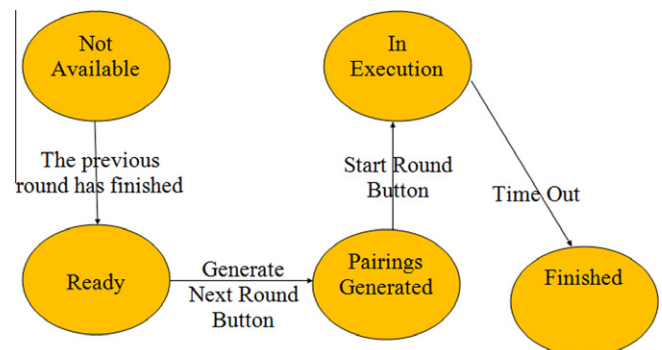 Not
Available
In
Execution
The previous
round has finished
Start Round
Button
Time Out
Ready
Generate
Next Round
Button
Pairings
Generated
Finished